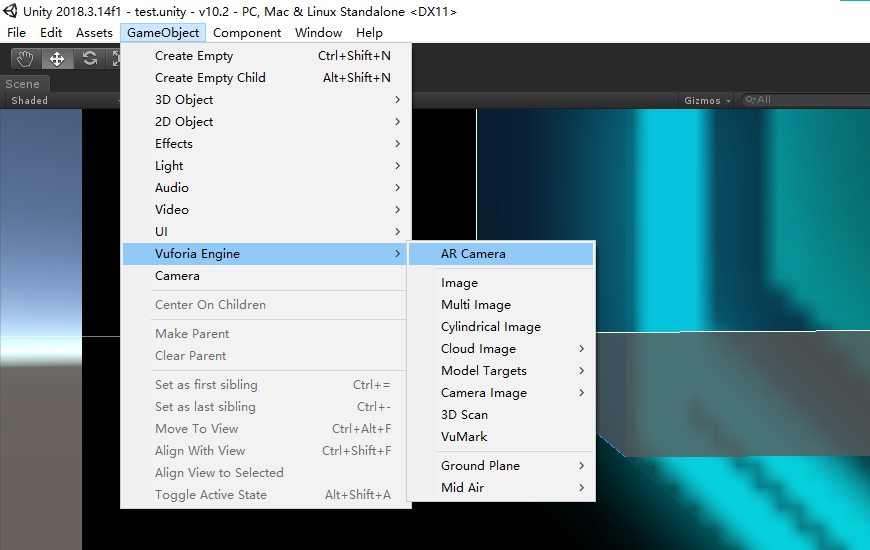 Unity 2018.3.14f1 - test.unity - v10.2 - PC, Mac & Linux Standalone <DX11>
File Edit Assets GameObject Component Window Help
Scene
Shaded
Gizmos All
Create Empty Ctrl+Shift+N
Create Empty Child Alt+Shift+N
3D Object
2D Object
Effects
Light
Audio
Video
UI
Vuforia Engine
Camera
Center On Children
Make Parent
Clear Parent
Set as first sibling Ctrl+=
Set as last sibling Ctrl+-
Move To View Ctrl+Alt+F
Align With View Ctrl+Shift+F
Align View to Selected
Toggle Active State Alt+Shift+A
AR Camera
Image
Multi Image
Cylindrical Image
Cloud Image
Model Targets
Camera Image
3D Scan
VuMark
Ground Plane
Mid Air